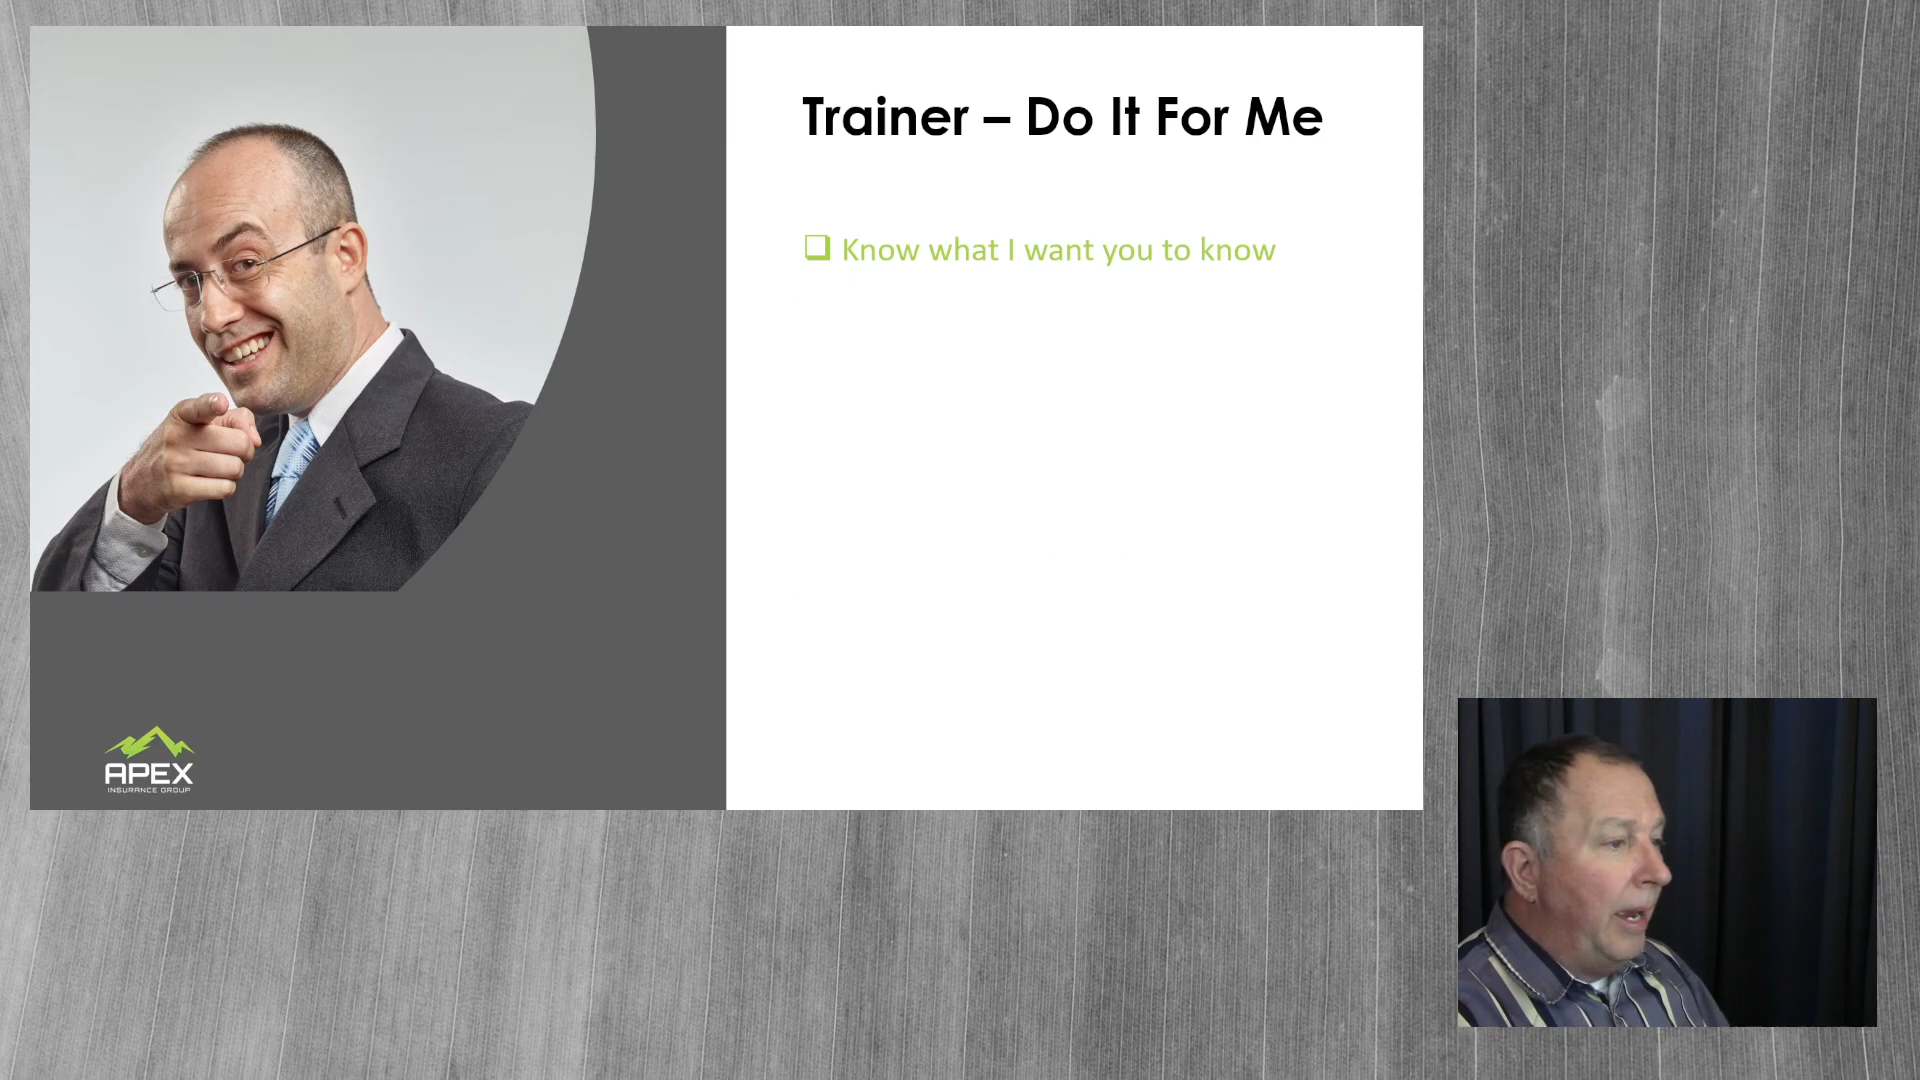 Trainer – Do It For Me
Know what I want you to know
APEX
INSURANCE GROUP